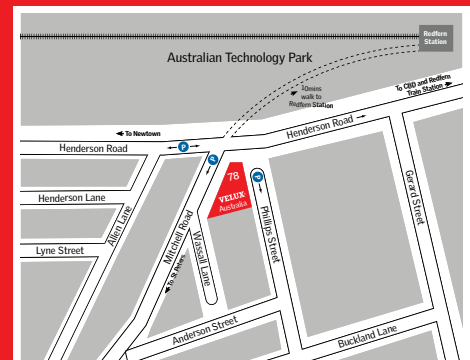 Redfern
Station
Australian Technology Park
10mins
walk to
Redfern Station
To CBD and Redfern
Train Station
To Newtown
Henderson Road
P
Henderson Road
P
78
VELUX
Australia
P
Henderson Lane
Allen Lane
Mitchell Road
Wassall Lane
Phillips Street
Gerard Street
Lyne Street
To St Peters
Anderson Street
Buckland Lane